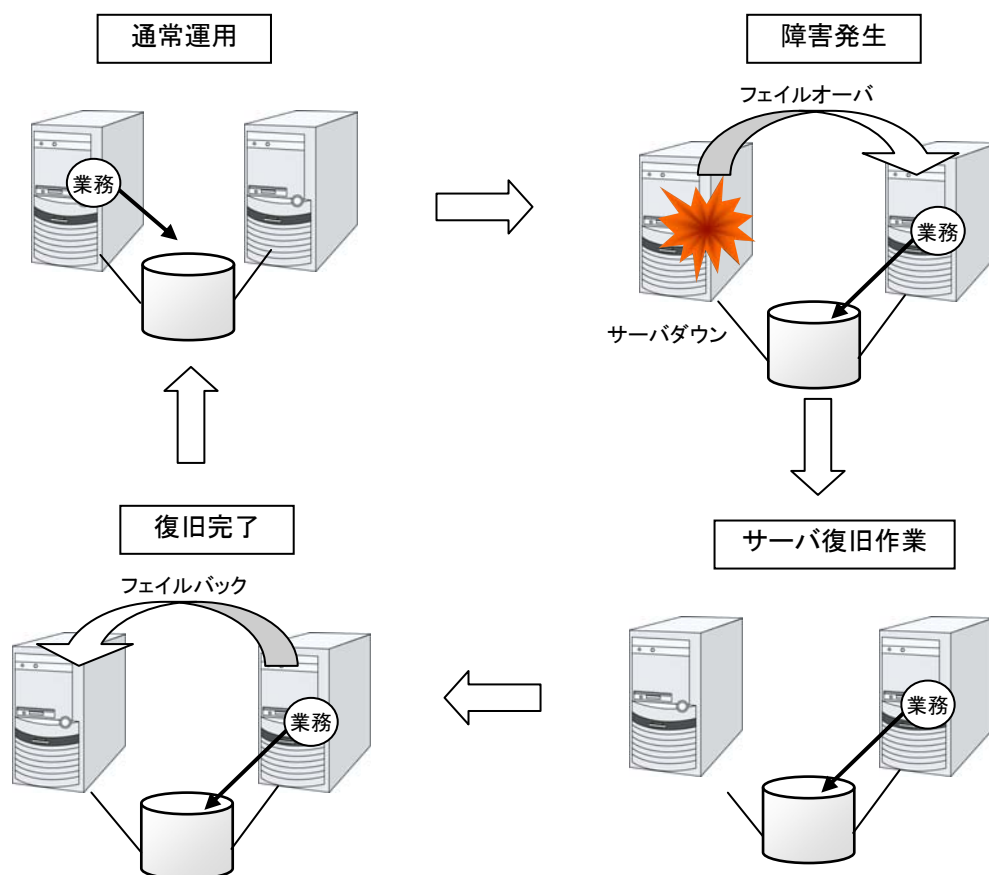 通常運用
障害発生
フェイルオーバ
業務
業務
サーバダウン
復旧完了
サーバ復旧作業
フェイルバック
業務
業務